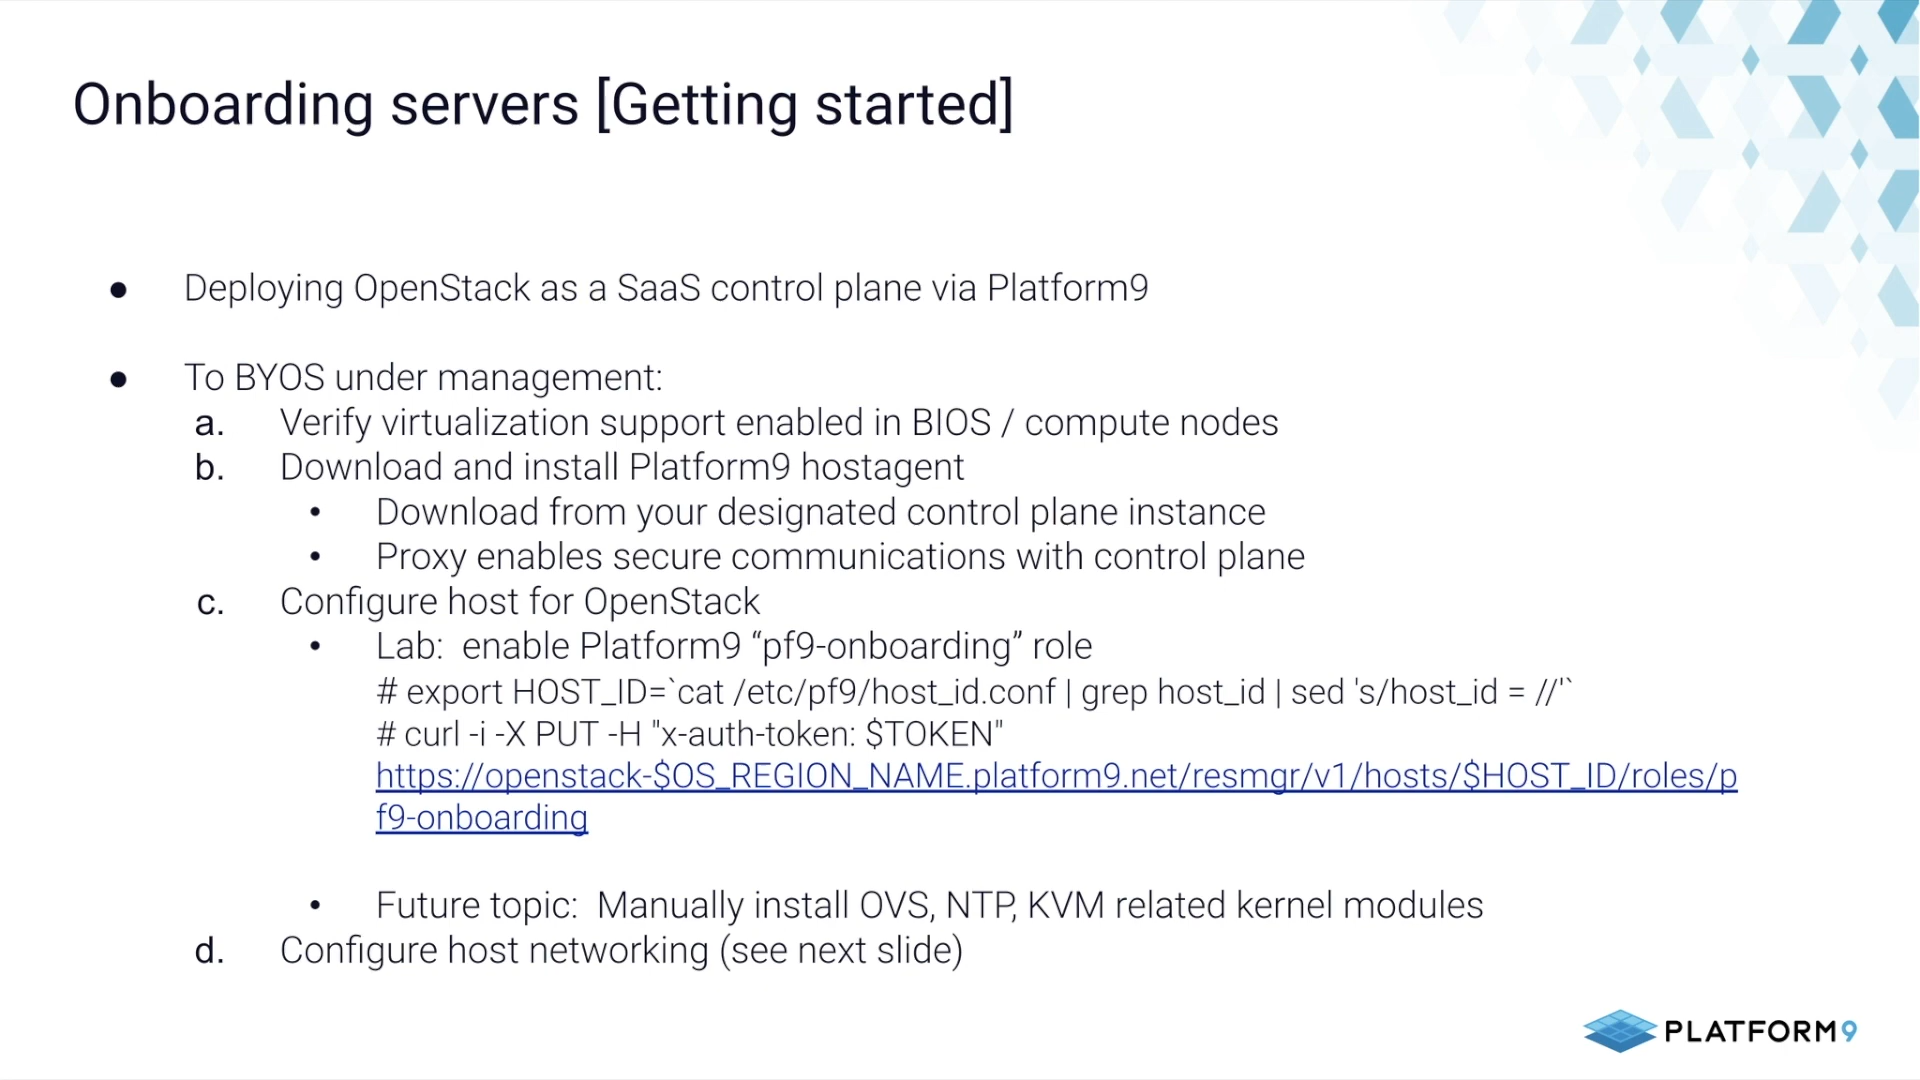 Onboarding servers [Getting started]
● Deploying OpenStack as a SaaS control plane via Platform9
● To BYOS under management:
a. Verify virtualization support enabled in BIOS / compute nodes
b. Download and install Platform9 hostagent
• Download from your designated control plane instance
• Proxy enables secure communications with control plane
c. Configure host for OpenStack
• Lab:  enable Platform9 “pf9-onboarding” role
# export HOST_ID=`cat /etc/pf9/host_id.conf | grep host_id | sed 's/host_id = //'`
# curl -i -X PUT -H "x-auth-token: $TOKEN"
https://openstack-$OS_REGION_NAME.platform9.net/resmgr/v1/hosts/$HOST_ID/roles/p
f9-onboarding
• Future topic:  Manually install OVS, NTP, KVM related kernel modules
d. Configure host networking (see next slide)
PLATFORM9